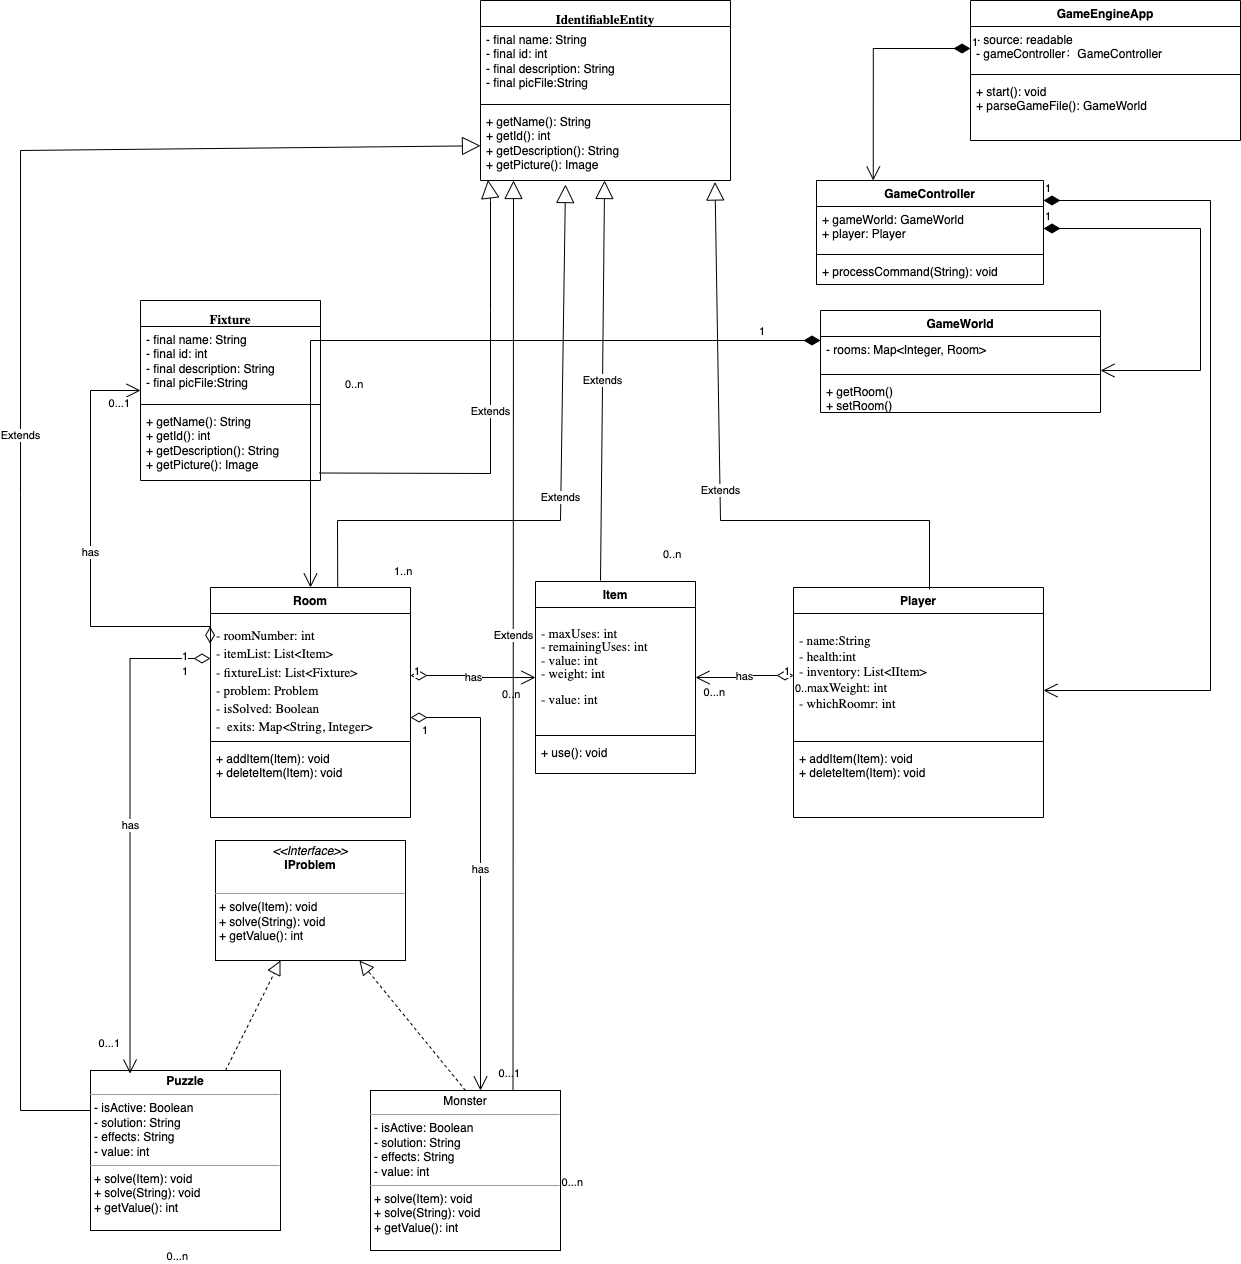 IdentifiableEntity
- final name: String
- final id: int
- final description: String
- final picFile:String
+ getName(): String
+ getId(): int
+ getDescription(): String
+ getPicture(): Image
GameEngineApp
1
- source: readable
- gameController: GameController
+ start(): void
+ parseGameFile(): GameWorld
GameController
+ gameWorld: GameWorld
+ player: Player
+ processCommand(String): void
1
1
GameWorld
- rooms: Map<Integer, Room>
+ getRoom()
+ setRoom()
1
Fixture
- final name: String
- final id: int
- final description: String
- final picFile:String
+ getName(): String
+ getId(): int
+ getDescription(): String
+ getPicture(): Image
0..n
0...1
Extends
Extends
Extends
Extends
Extends
has
1..n
0..n
Room
- roomNumber: int
- itemList: List<Item>
- fixtureList: List<Fixture>
- problem: Problem
- isSolved: Boolean
- exits: Map<String, Integer>
+ addItem(Item): void
+ deleteItem(Item): void
1
1
1
has
0..n
1
Extends
Item
- maxUses: int
- remainingUses: int
- value: int
- weight: int
- value: int
+ use(): void
has
0...n
1
0..
Player
- name:String
- health:int
- inventory: List<IItem>
maxWeight: int
- whichRoomr: int
+ addItem(Item): void
+ deleteItem(Item): void
has
has
<<Interface>>
IProblem
+ solve(Item): void
+ solve(String): void
+ getValue(): int
0...1
0...1
Puzzle
- isActive: Boolean
- solution: String
- effects: String
- value: int
+ solve(Item): void
+ solve(String): void
+ getValue(): int
0...n
Monster
- isActive: Boolean
- solution: String
- effects: String
- value: int
+ solve(Item): void
+ solve(String): void
+ getValue(): int
0...n